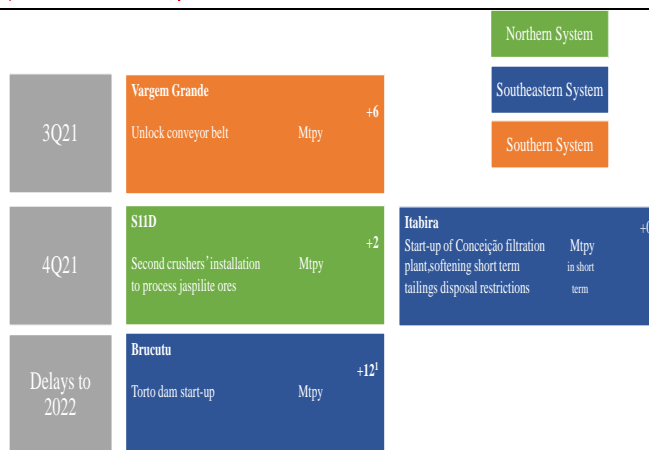 Northern System
Southeastern System
Southern System
3Q21
Vargem Grande
+6
Unlock conveyor belt Mtpy
4Q21
S11D
+2
Second crushers' installation Mtpy
to process jaspilite ores
Itabira
Start-up of Conceição filtration Mtpy
plant,softening short term in short
tailings disposal restrictions term
Delays to
2022
Brucutu
+12¹
Torto dam start-up Mtpy